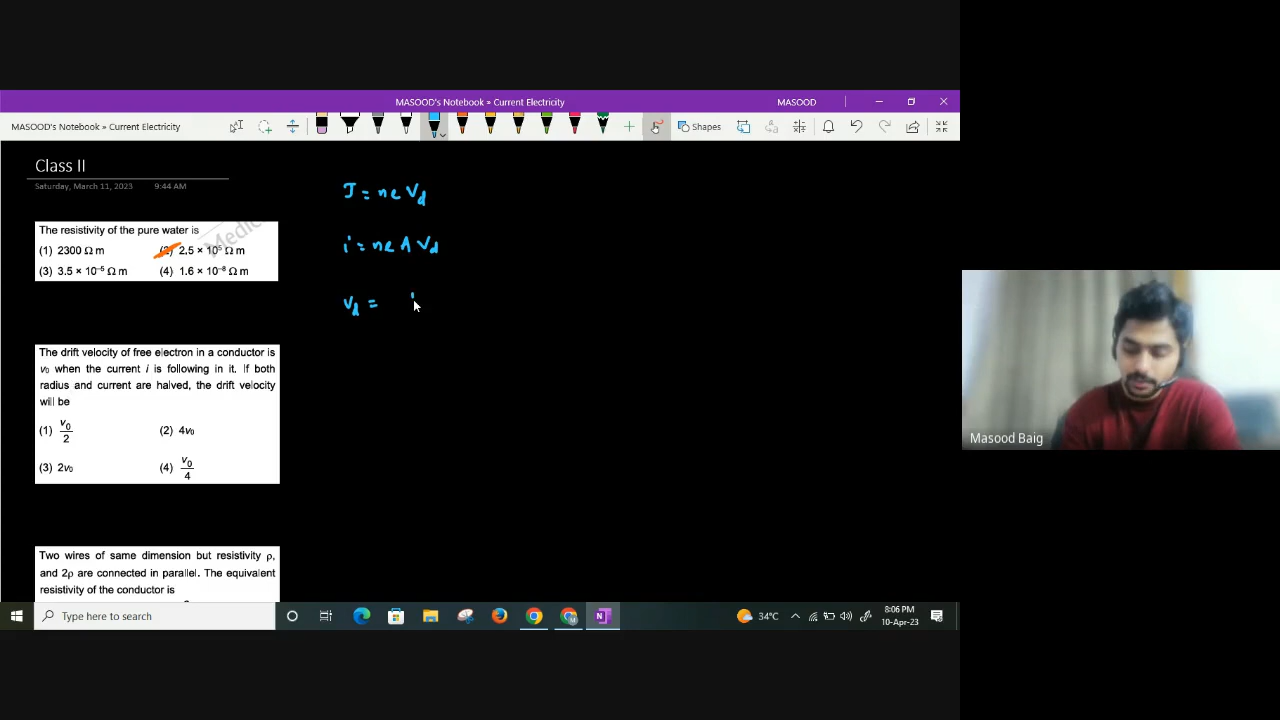 MASOOD's Notebook » Current Electricity
MASOOD
MASOOD's Notebook » Current Electricity
Shapes
Class II
Saturday, March 11, 2023 9:44 AM
The resistivity of the pure water is
(1) 2300 Ω m
(2) 2.5 × 10⁵ Ω m
(3) 3.5 × 10⁻⁵ Ω m
(4) 1.6 × 10⁻⁸ Ω m
Medic
J = neV_d
i = neAV_d
v_d = i
The drift velocity of free electron in a conductor is
v₀ when the current i is following in it. If both
radius and current are halved, the drift velocity
will be
(1) v₀/2
(2) 4v₀
(3) 2v₀
(4) v₀/4
Two wires of same dimension but resistivity ρ,
and 2ρ are connected in parallel. The equivalent
resistivity of the conductor is
Masood Baig
Type here to search
34°C
8:06 PM
10-Apr-23